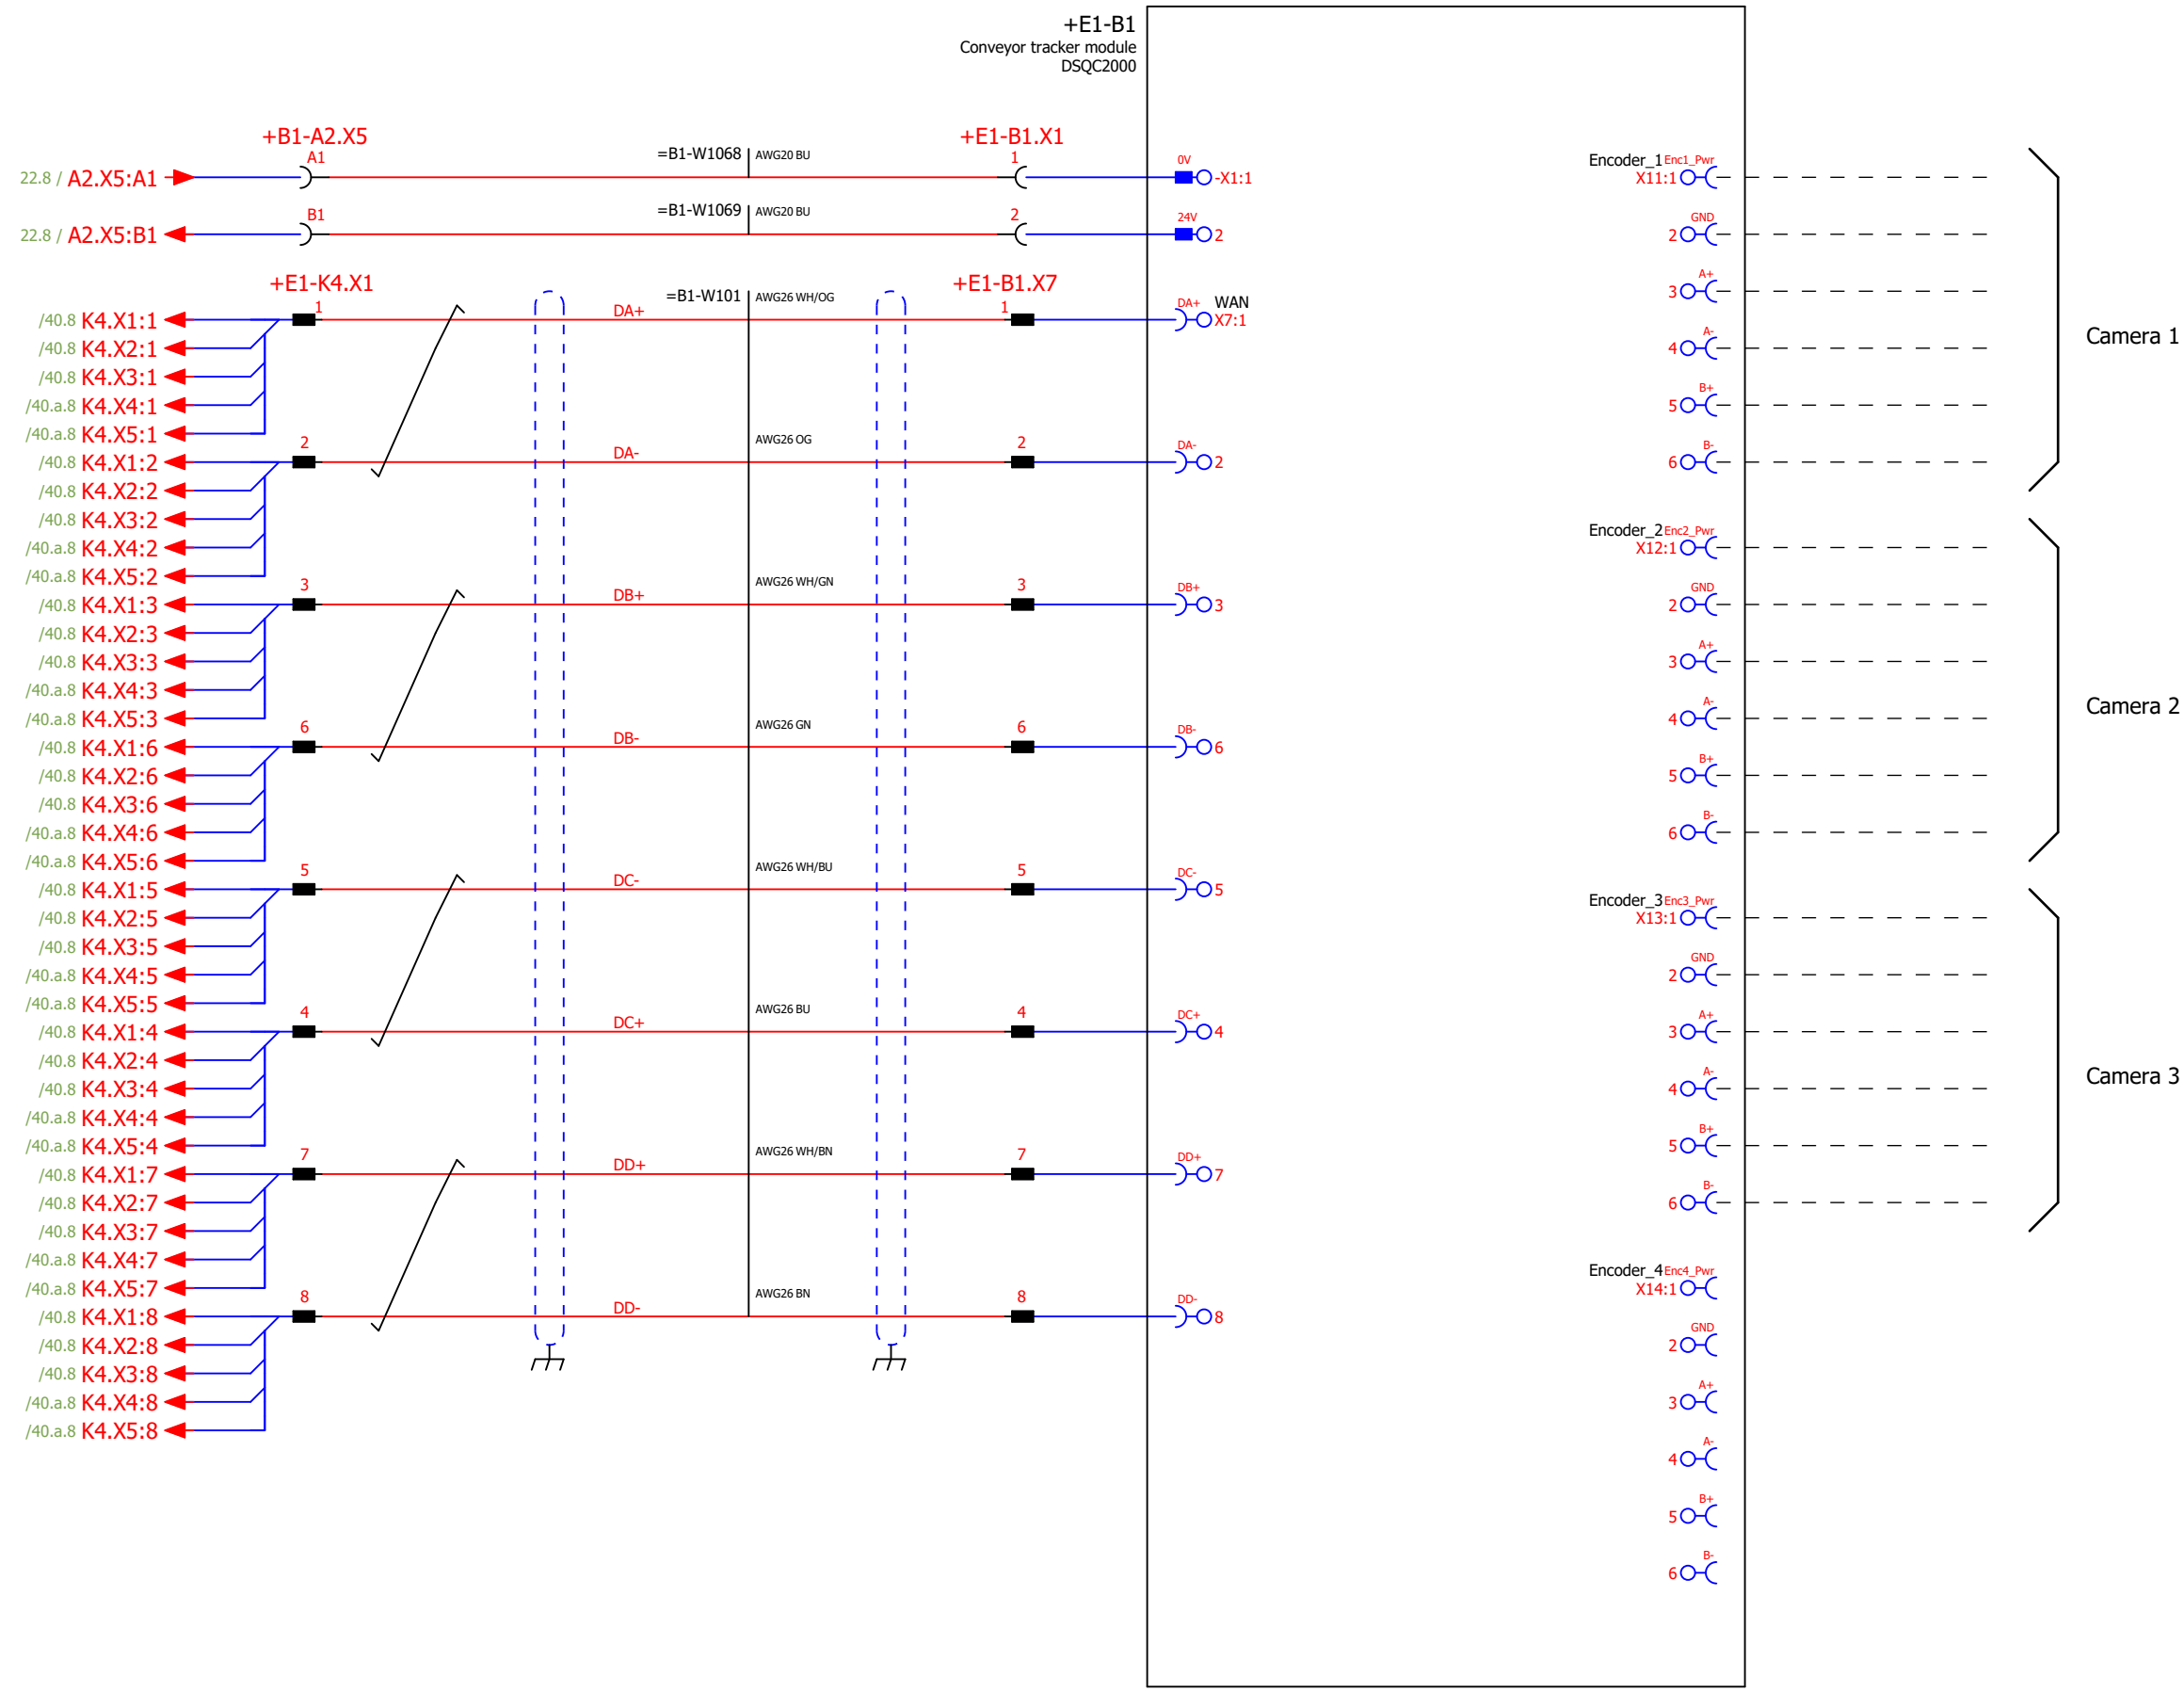 +E1-B1
Conveyor tracker module
DSQC2000
+B1-A2.X5
+E1-B1.X1
22.8 / A2.X5:A1
A1
=B1-W1068
AWG20 BU
1
0V
-X1:1
22.8 / A2.X5:B1
B1
=B1-W1069
AWG20 BU
2
24V
2
+E1-K4.X1
=B1-W101
+E1-B1.X7
/40.8 K4.X1:1
1
DA+
AWG26 WH/OG
1
DA+
WAN
X7:1
/40.8 K4.X2:1
/40.8 K4.X3:1
/40.a.8 K4.X4:1
/40.a.8 K4.X5:1
/40.8 K4.X1:2
2
DA-
AWG26 OG
2
DA-
2
/40.8 K4.X2:2
/40.8 K4.X3:2
/40.a.8 K4.X4:2
/40.a.8 K4.X5:2
/40.8 K4.X1:3
3
DB+
AWG26 WH/GN
3
DB+
3
/40.8 K4.X2:3
/40.8 K4.X3:3
/40.a.8 K4.X4:3
/40.a.8 K4.X5:3
/40.8 K4.X1:6
6
DB-
AWG26 GN
6
DB-
6
/40.8 K4.X2:6
/40.8 K4.X3:6
/40.a.8 K4.X4:6
/40.a.8 K4.X5:6
/40.8 K4.X1:5
5
DC-
AWG26 WH/BU
5
DC-
5
/40.8 K4.X2:5
/40.8 K4.X3:5
/40.a.8 K4.X4:5
/40.a.8 K4.X5:5
/40.8 K4.X1:4
4
DC+
AWG26 BU
4
DC+
4
/40.8 K4.X2:4
/40.8 K4.X3:4
/40.a.8 K4.X4:4
/40.a.8 K4.X5:4
/40.8 K4.X1:7
7
DD+
AWG26 WH/BN
7
DD+
7
/40.8 K4.X2:7
/40.8 K4.X3:7
/40.a.8 K4.X4:7
/40.a.8 K4.X5:7
/40.8 K4.X1:8
8
DD-
AWG26 BN
8
DD-
8
/40.8 K4.X2:8
/40.8 K4.X3:8
/40.a.8 K4.X4:8
/40.a.8 K4.X5:8
Encoder_1 Enc1_Pwr
X11:1
GND
2
A+
3
A-
4
B+
5
B-
6
Camera 1
Encoder_2 Enc2_Pwr
X12:1
GND
2
A+
3
A-
4
B+
5
B-
6
Camera 2
Encoder_3 Enc3_Pwr
X13:1
GND
2
A+
3
A-
4
B+
5
B-
6
Camera 3
Encoder_4 Enc4_Pwr
X14:1
GND
2
A+
3
A-
4
B+
5
B-
6